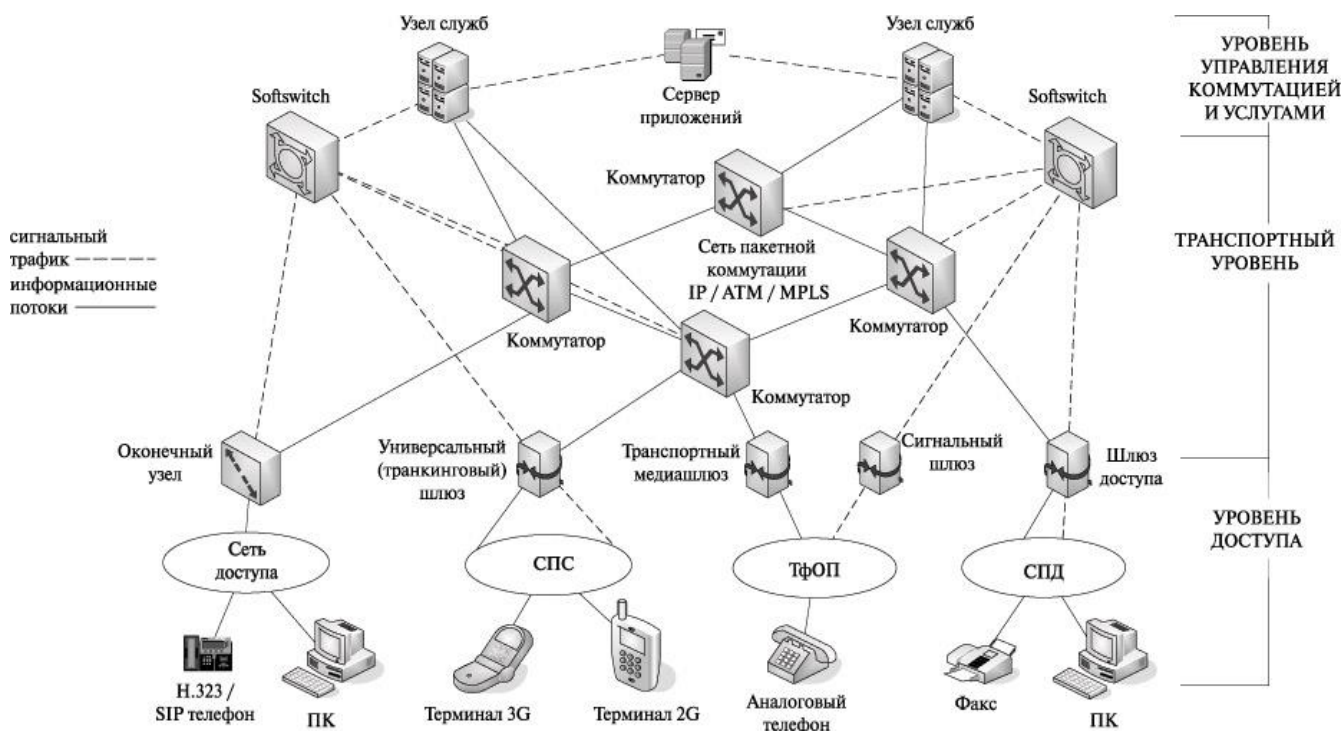 Узел служб
Узел служб
Softswitch
Сервер
приложений
Softswitch
УРОВЕНЬ
УПРАВЛЕНИЯ
КОММУТАЦИЕЙ
И УСЛУГАМИ
Коммутатор
сигнальный
трафик
информационные
потоки
Сеть пакетной
коммутации
IP / ATM / MPLS
ТРАНСПОРТНЫЙ
УРОВЕНЬ
Коммутатор
Коммутатор
Коммутатор
Оконечный
узел
Универсальный
(транкинговый)
шлюз
Транспортный
медиашлюз
Сигнальный
шлюз
Шлюз
доступа
УРОВЕНЬ
ДОСТУПА
Сеть
доступа
СПС
ТфОП
СПД
H.323 /
SIP телефон
ПК
Терминал 3G
Терминал 2G
Аналоговый
телефон
Факс
ПК